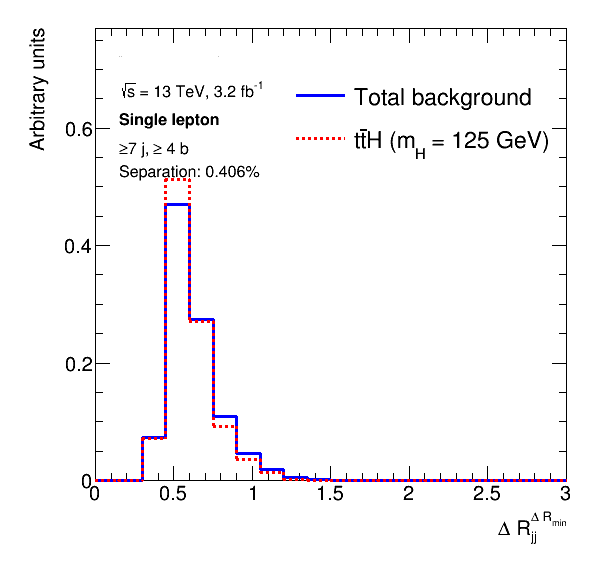 Arbitrary units
√s = 13 TeV, 3.2 fb⁻¹
Single lepton
≥7 j, ≥ 4 b
Separation: 0.406%
Total background
tt̄H (m_H = 125 GeV)
0.6
0.4
0.2
0
0 0.5 1 1.5 2 2.5 3
Δ R_jj^Δ R_min